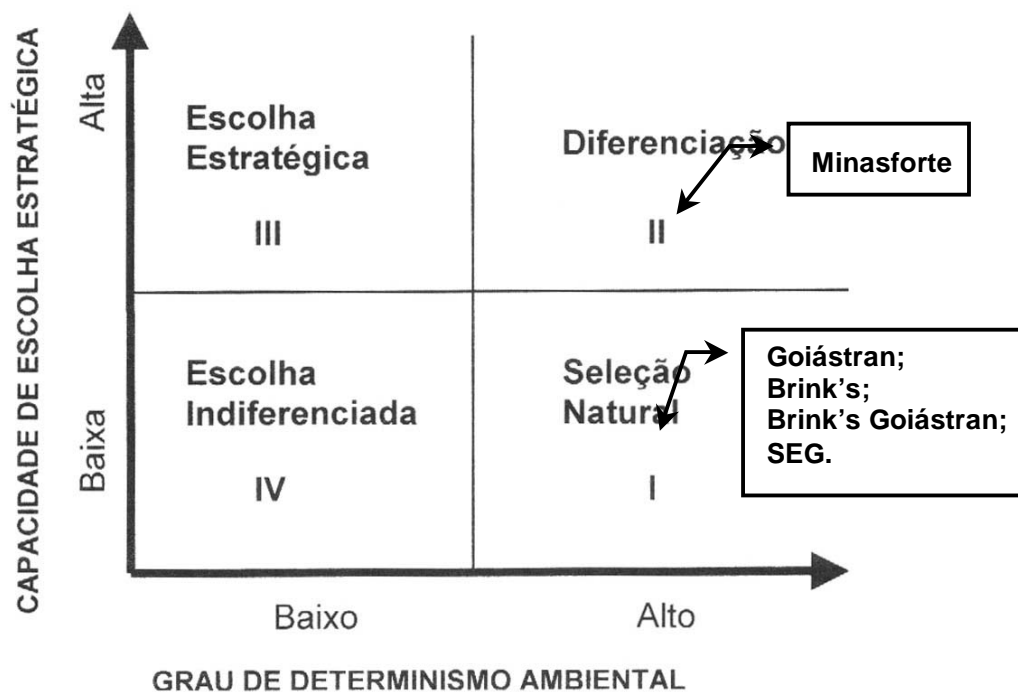 CAPACIDADE DE ESCOLHA ESTRATÉGICA
Alta
Baixa
Escolha
Estratégica
III
Diferenciação
II
Minasforte
Escolha
Indiferenciada
IV
Seleção
Natural
I
Goiástran;
Brink's;
Brink's Goiástran;
SEG.
Baixo
Alto
GRAU DE DETERMINISMO AMBIENTAL